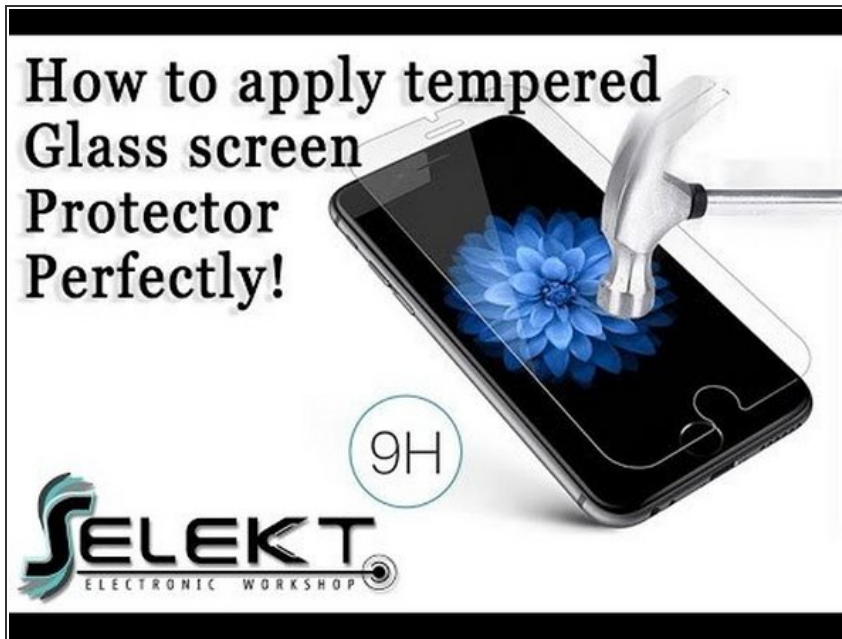 How to apply tempered
Glass screen
Protector
Perfectly!
9H
SELEKT
ELECTRONIC WORKSHOP